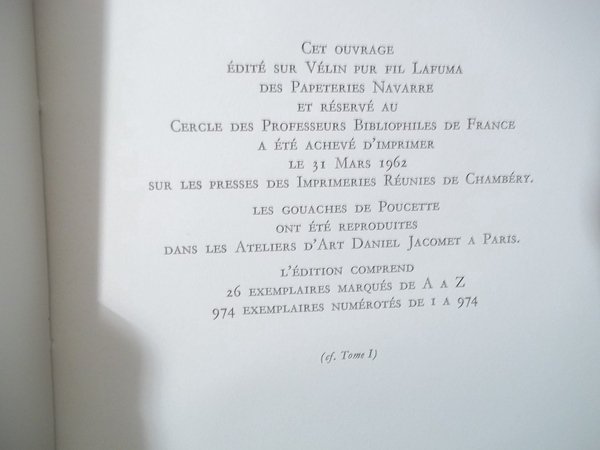 Cet ouvrage
édité sur Vélin pur fil Lafuma
des Papeteries Navarre
et réservé au
Cercle des Professeurs Bibliophiles de France
a été achevé d'imprimer
le 31 Mars 1962
sur les presses des Imprimeries Réunies de Chambéry.
les gouaches de Poucette
ont été reproduites
dans les Ateliers d'Art Daniel Jacomet a Paris.
l'édition comprend
26 exemplaires marqués de A a Z
974 exemplaires numérotés de 1 a 974
(cf. Tome I)